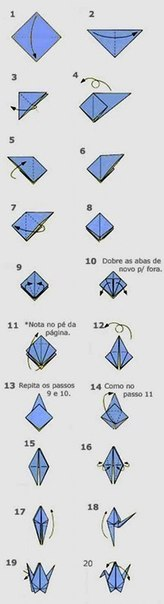 1 2
3 4
5 6
7 8
9 10 Dobre as abas de
novo p/ fora.
11 *Nota no pé da
página.
12
13 Repita os passos
9 e 10.
14 Como no
passo 11
15 16
17 18
19 20